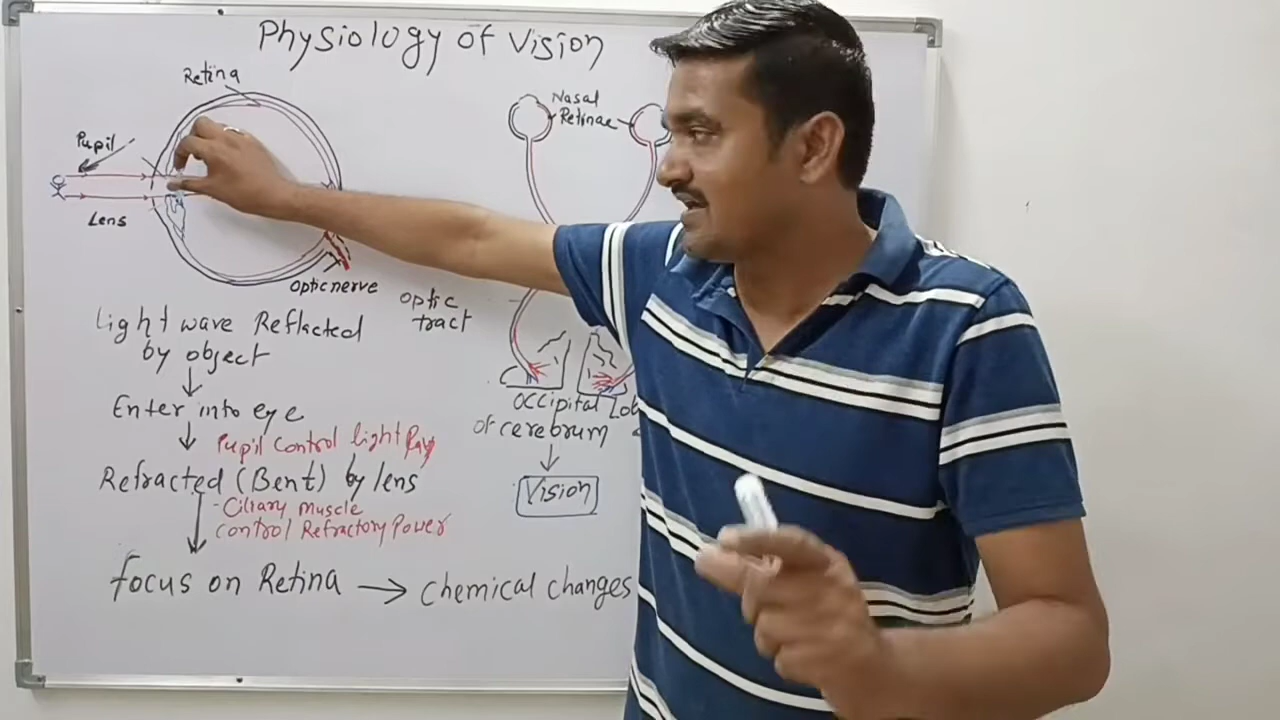 Physiology of Vision
Retina
Pupil
Lens
Optic nerve
Nasal
Retinae
optic
tract
Light wave Reflacted
by object
Enter into eye
Pupil control light Ray
Refracted (Bent) by lens
- Ciliary muscle
control Refractory Power
focus on Retina → chemical changes
Occipital Lob
of cerebrum
Vision